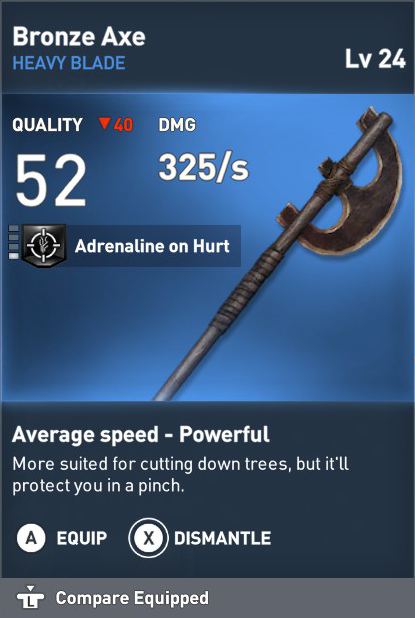 Bronze Axe
HEAVY BLADE
Lv 24
QUALITY ▼40 DMG
52 325/s
Adrenaline on Hurt
Average speed - Powerful
More suited for cutting down trees, but it'll
protect you in a pinch.
A EQUIP X DISMANTLE
L Compare Equipped